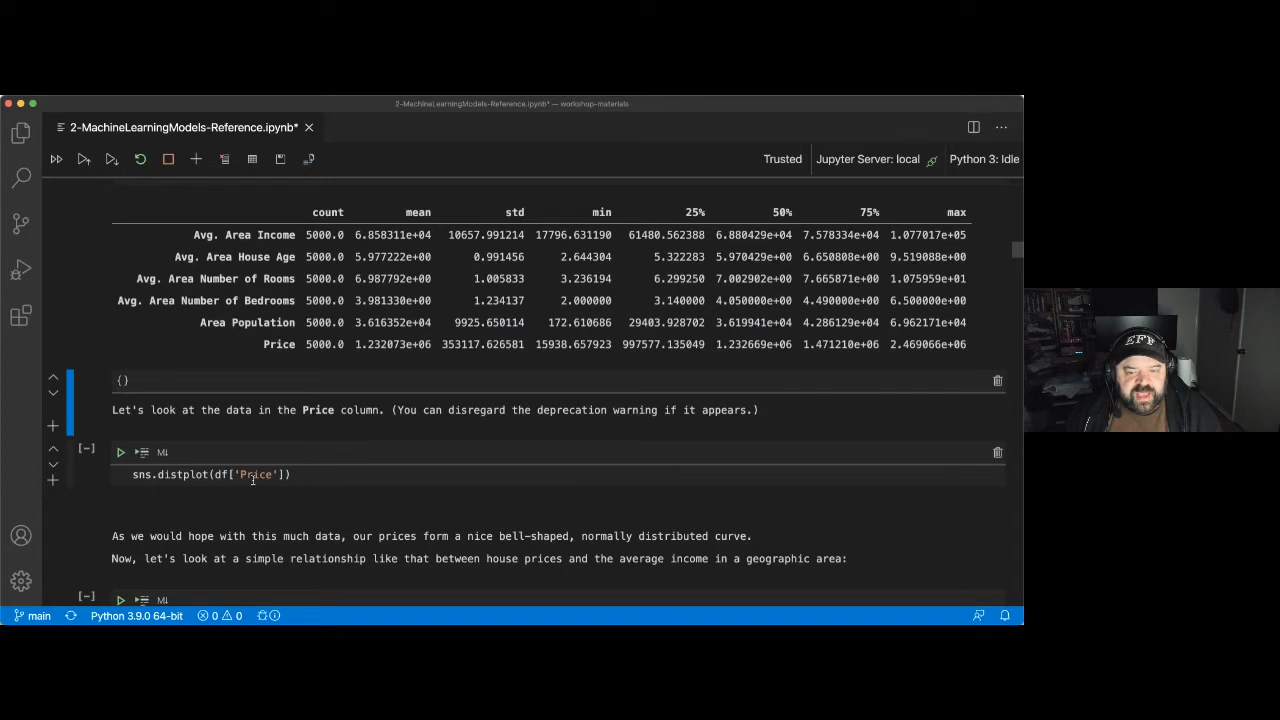 2-MachineLearningModels-Reference.ipynb* — workshop-materials
2-MachineLearningModels-Reference.ipynb*
Trusted Jupyter Server: local Python 3: Idle
count mean std min 25% 50% 75% max
Avg. Area Income 5000.0 6.858311e+04 10657.991214 17796.631190 61480.562388 6.880429e+04 7.578334e+04 1.077017e+05
Avg. Area House Age 5000.0 5.977222e+00 0.991456 2.644304 5.322283 5.970429e+00 6.650808e+00 9.519088e+00
Avg. Area Number of Rooms 5000.0 6.987792e+00 1.005833 3.236194 6.299250 7.002902e+00 7.665871e+00 1.075959e+01
Avg. Area Number of Bedrooms 5000.0 3.981330e+00 1.234137 2.000000 3.140000 4.050000e+00 4.490000e+00 6.500000e+00
Area Population 5000.0 3.616352e+04 9925.650114 172.610686 29403.928702 3.619941e+04 4.286129e+04 6.962171e+04
Price 5000.0 1.232073e+06 353117.626581 15938.657923 997577.135049 1.232669e+06 1.471210e+06 2.469066e+06
{}
Let's look at the data in the Price column. (You can disregard the deprecation warning if it appears.)
[-] M↓
sns.distplot(df['Price'])
As we would hope with this much data, our prices form a nice bell-shaped, normally distributed curve.
Now, let's look at a simple relationship like that between house prices and the average income in a geographic area:
[-] M↓
main Python 3.9.0 64-bit 0 0
EFF